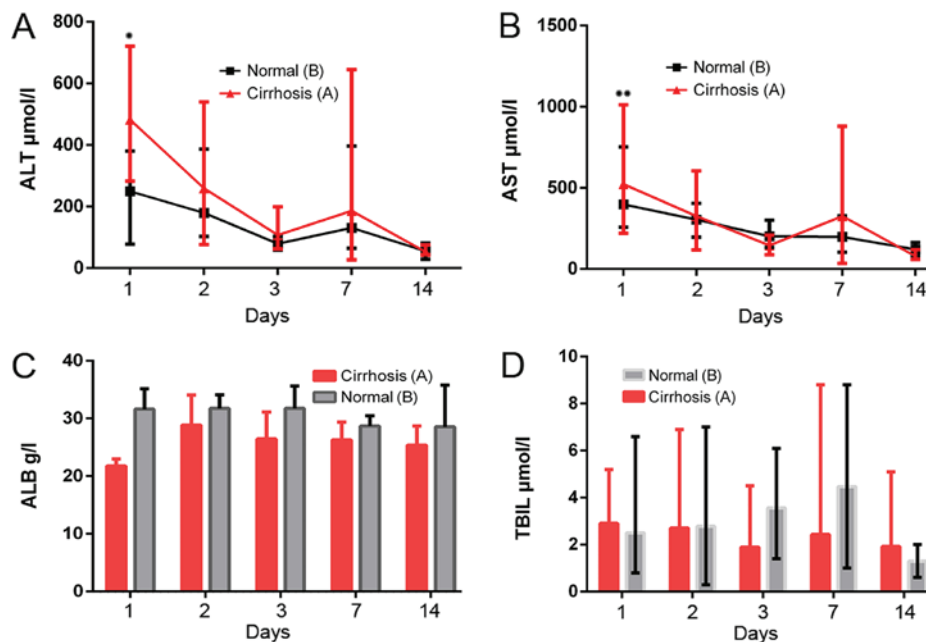 A
ALT µmol/l
800
600
400
200
0
*
Normal (B)
Cirrhosis (A)
1 2 3 7 14
Days
B
AST µmol/l
1500
1000
500
0
**
Normal (B)
Cirrhosis (A)
1 2 3 7 14
Days
C
ALB g/l
40
30
20
10
0
Cirrhosis (A)
Normal (B)
1 2 3 7 14
Days
D
TBIL µmol/l
10
8
6
4
2
0
Normal (B)
Cirrhosis (A)
1 2 3 7 14
Days